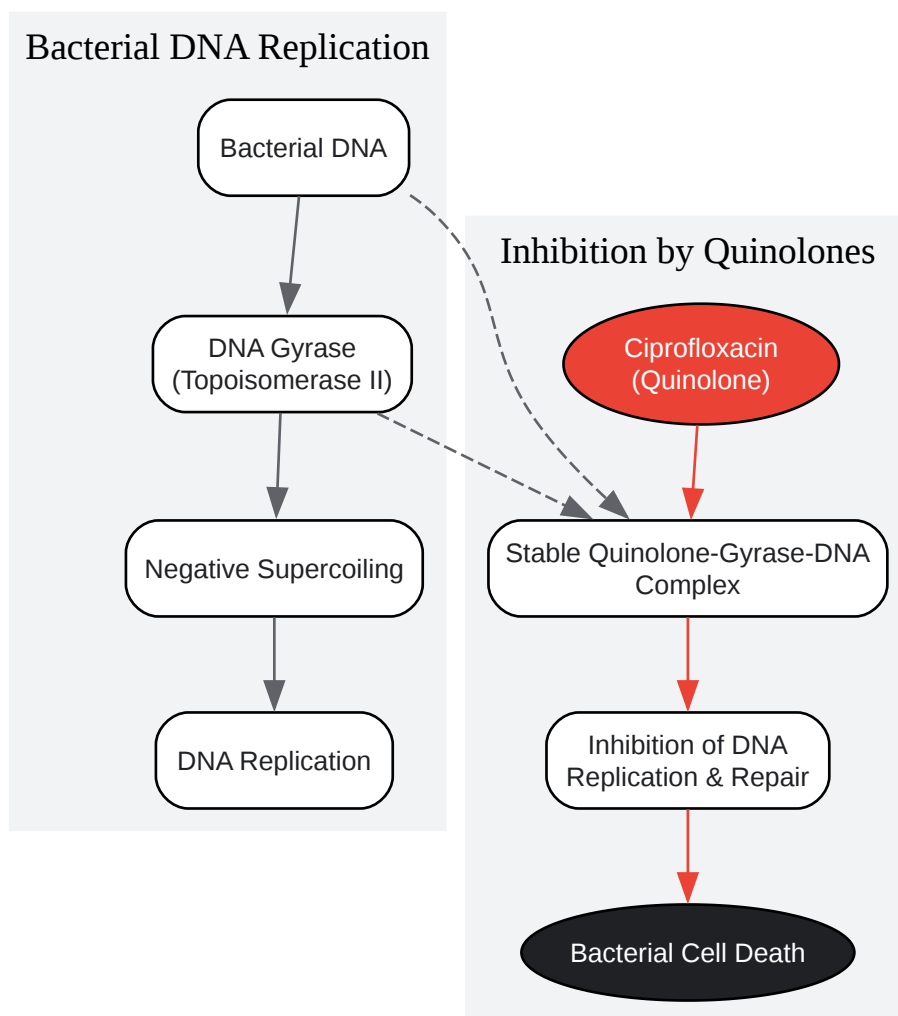 Bacterial DNA Replication
Bacterial DNA
DNA Gyrase
(Topoisomerase II)
Negative Supercoiling
DNA Replication
Inhibition by Quinolones
Ciprofloxacin
(Quinolone)
Stable Quinolone-Gyrase-DNA
Complex
Inhibition of DNA
Replication & Repair
Bacterial Cell Death